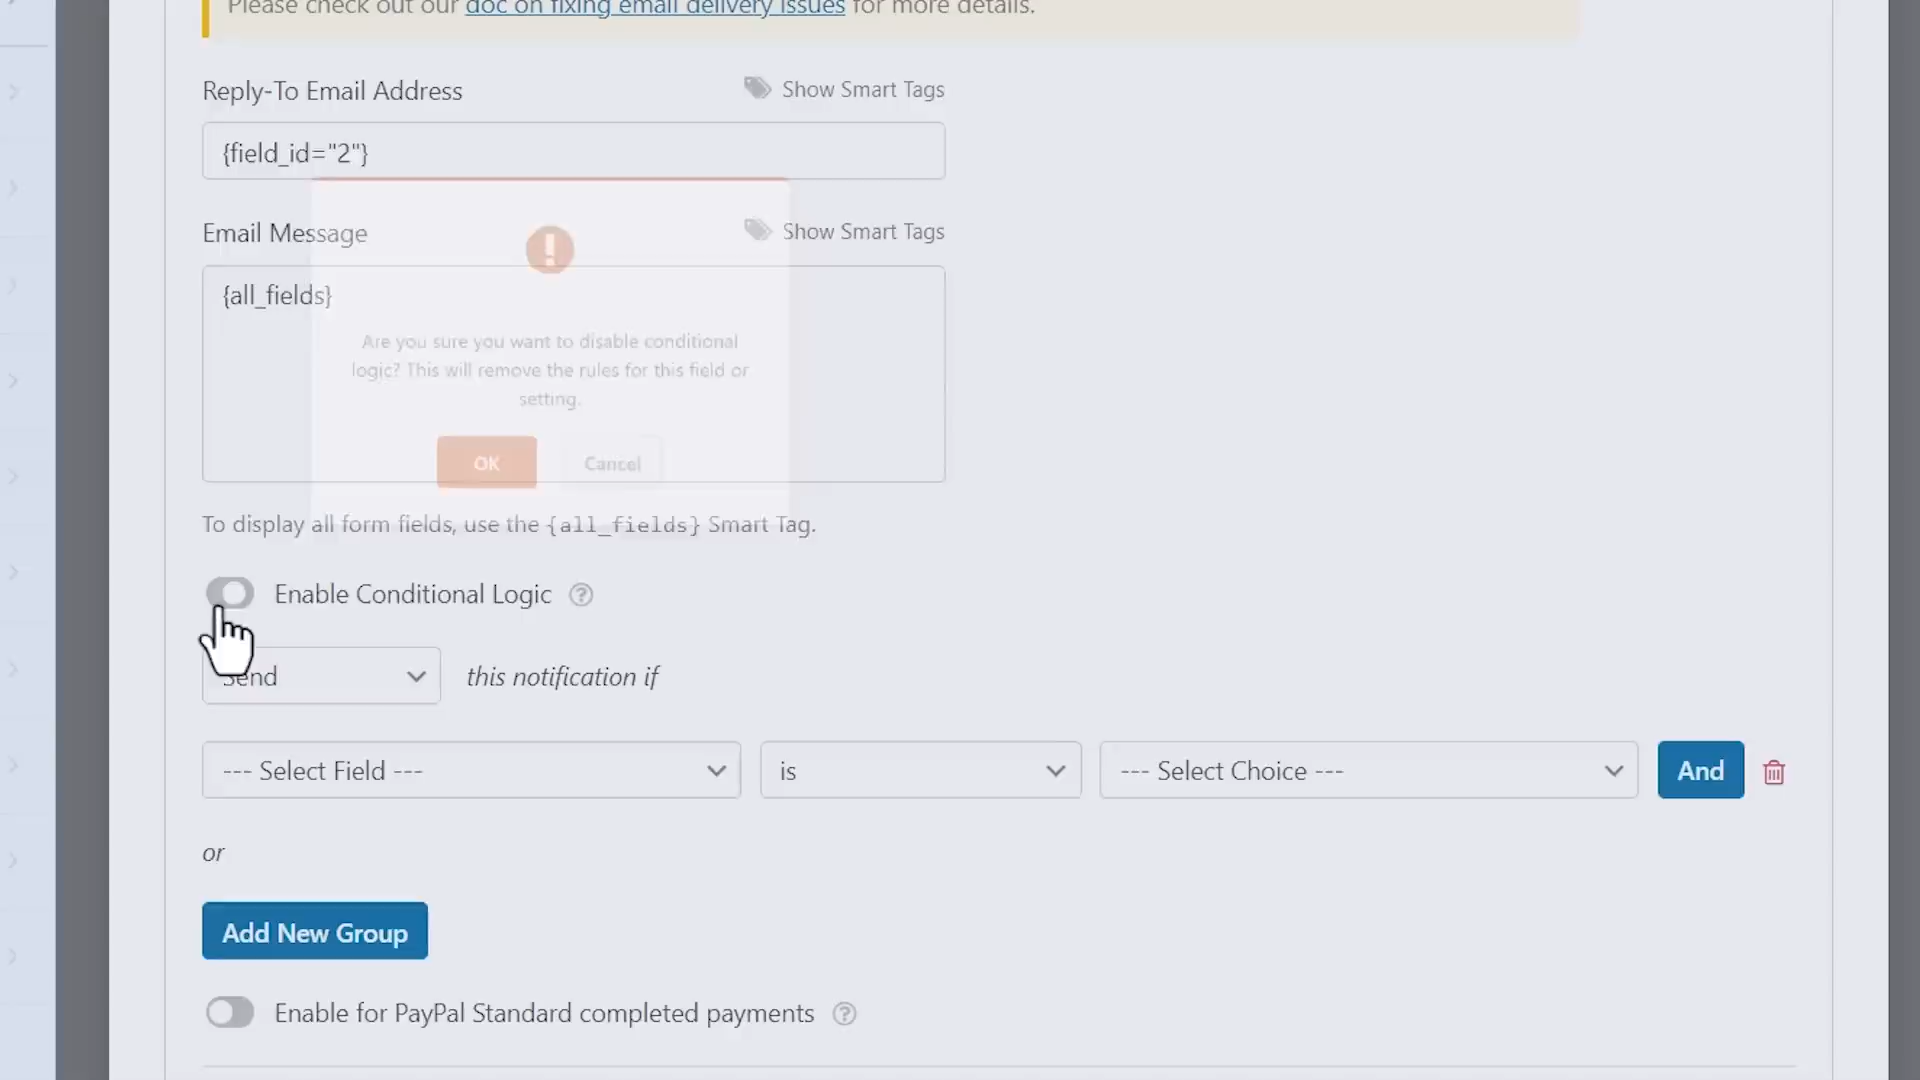 Please check out our doc on fixing email delivery issues for more details.
Reply-To Email Address
Show Smart Tags
{field_id="2"}
Email Message
Show Smart Tags
{all_fields}
Are you sure you want to disable conditional
logic? This will remove the rules for this field or
setting.
OK
Cancel
To display all form fields, use the {all_fields} Smart Tag.
Enable Conditional Logic
Send
this notification if
--- Select Field ---
is
--- Select Choice ---
And
or
Add New Group
Enable for PayPal Standard completed payments